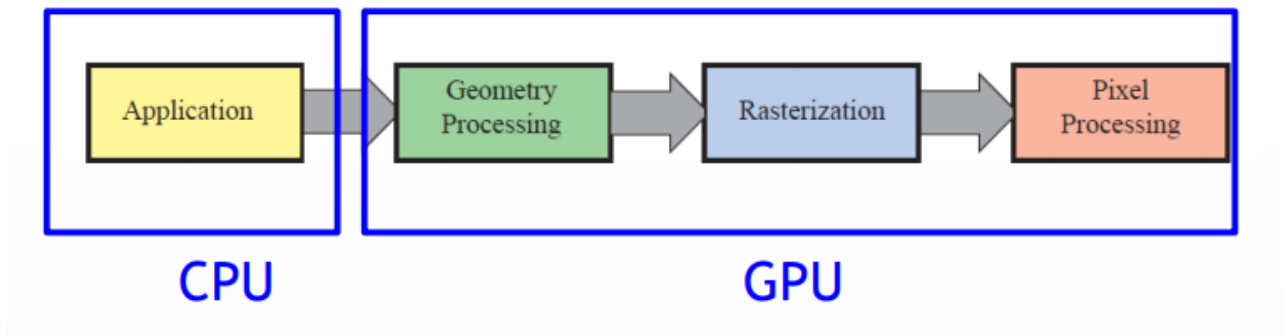 Application
Geometry
Processing
Rasterization
Pixel
Processing
CPU
GPU